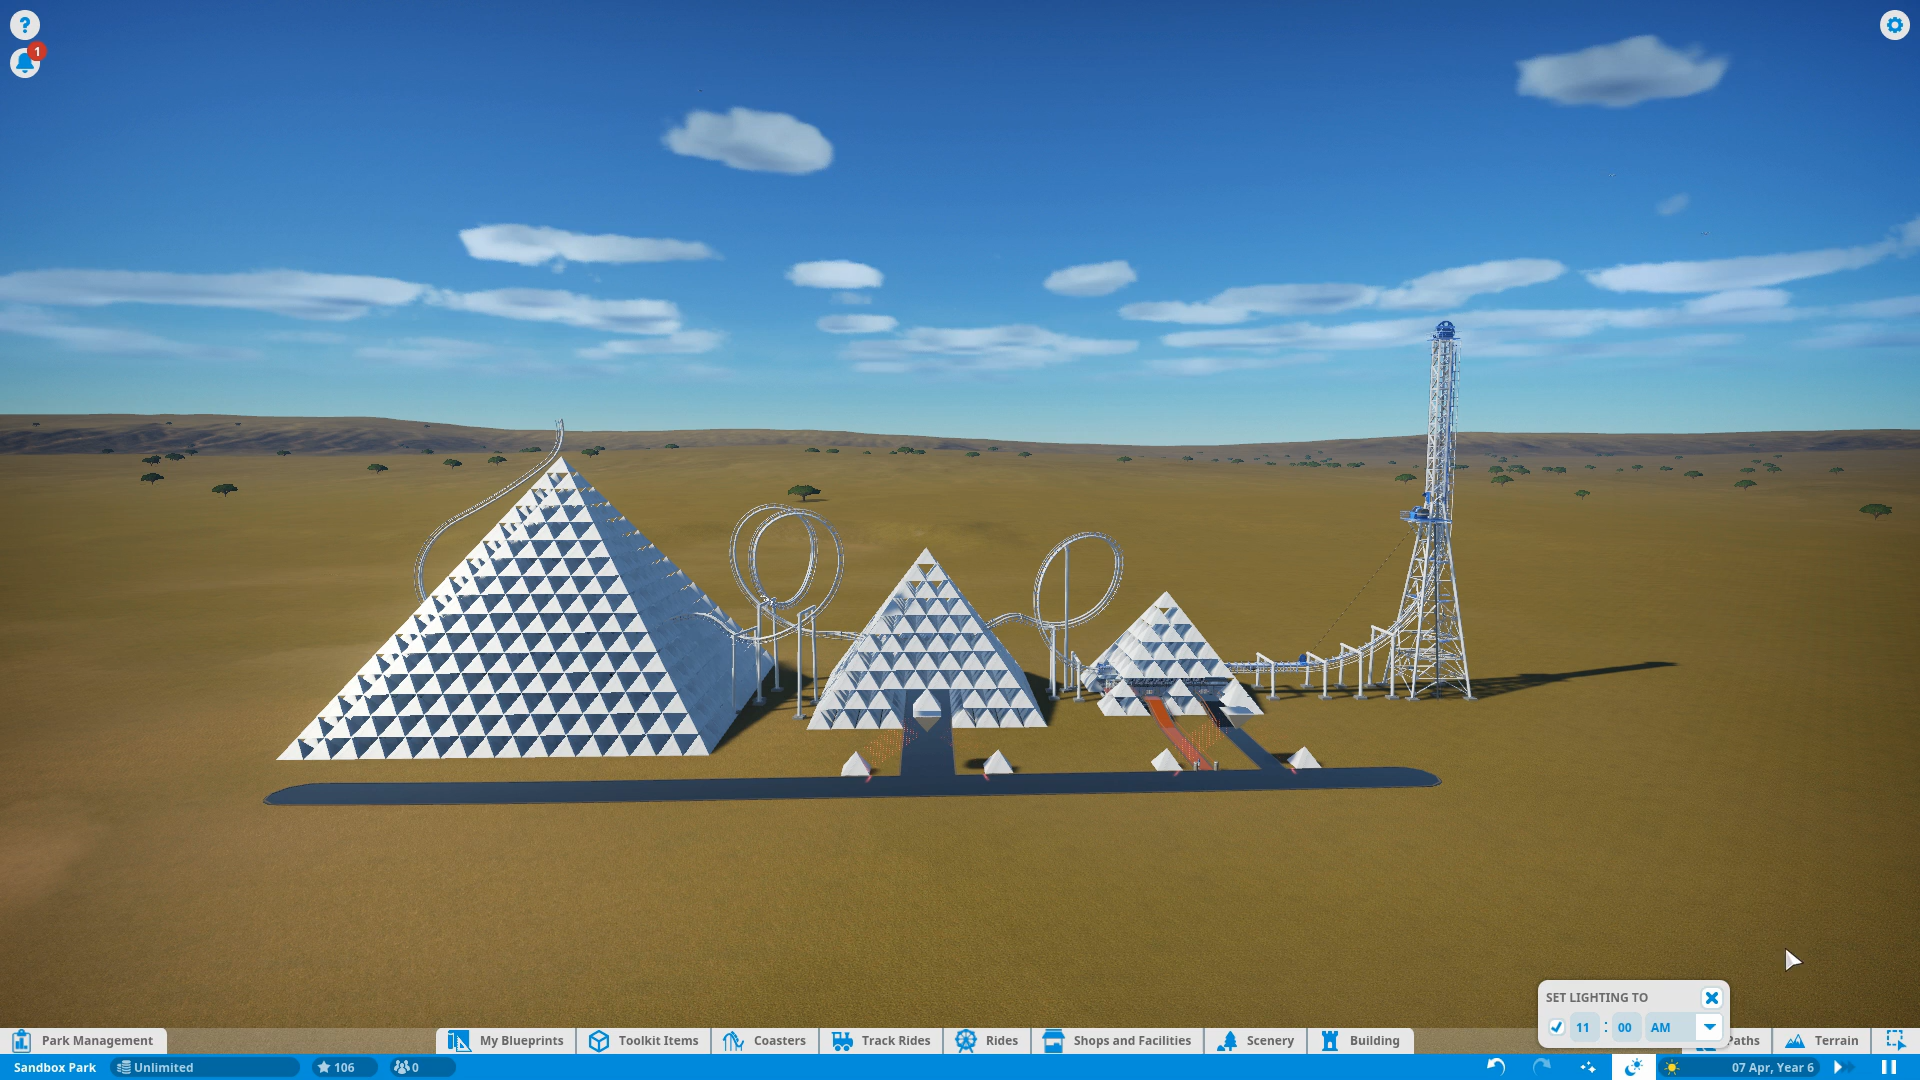 ?
1
SET LIGHTING TO
11 : 00 AM
Park Management
My Blueprints
Toolkit Items
Coasters
Track Rides
Rides
Shops and Facilities
Scenery
Building
Paths
Terrain
Sandbox Park
Unlimited
106
0
07 Apr, Year 6